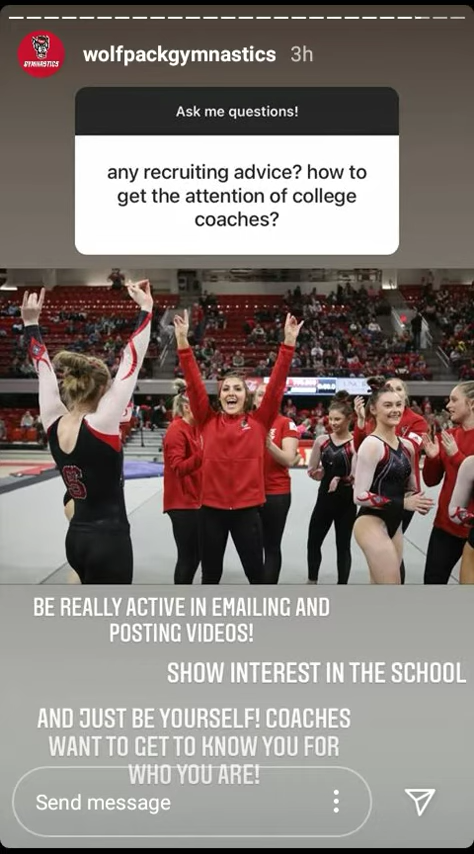 wolfpackgymnastics 3h
GYMNASTICS
Ask me questions!
any recruiting advice? how to
get the attention of college
coaches?
S
BE REALLY ACTIVE IN EMAILING AND
POSTING VIDEOS!
SHOW INTEREST IN THE SCHOOL
AND JUST BE YOURSELF! COACHES
WANT TO GET TO KNOW YOU FOR
WHO YOU ARE!
Send message